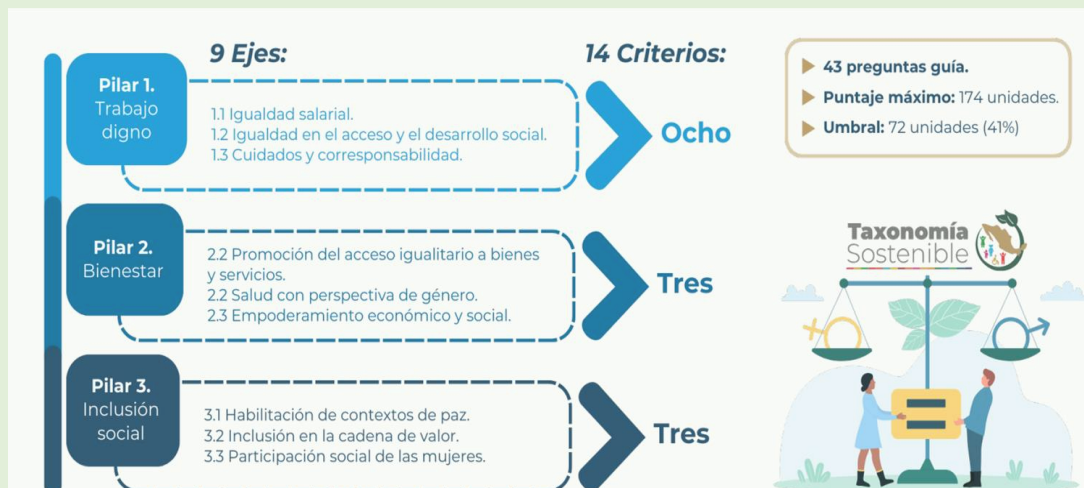 9 Ejes:
14 Criterios:
Pilar 1.
Trabajo
digno
1.1 Igualdad salarial.
1.2 Igualdad en el acceso y el desarrollo social.
1.3 Cuidados y corresponsabilidad.
Ocho
Pilar 2.
Bienestar
2.2 Promoción del acceso igualitario a bienes
y servicios.
2.2 Salud con perspectiva de género.
2.3 Empoderamiento económico y social.
Tres
Pilar 3.
Inclusión
social
3.1 Habilitación de contextos de paz.
3.2 Inclusión en la cadena de valor.
3.3 Participación social de las mujeres.
Tres
43 preguntas guía.
Puntaje máximo: 174 unidades.
Umbral: 72 unidades (41%)
Taxonomía
Sostenible